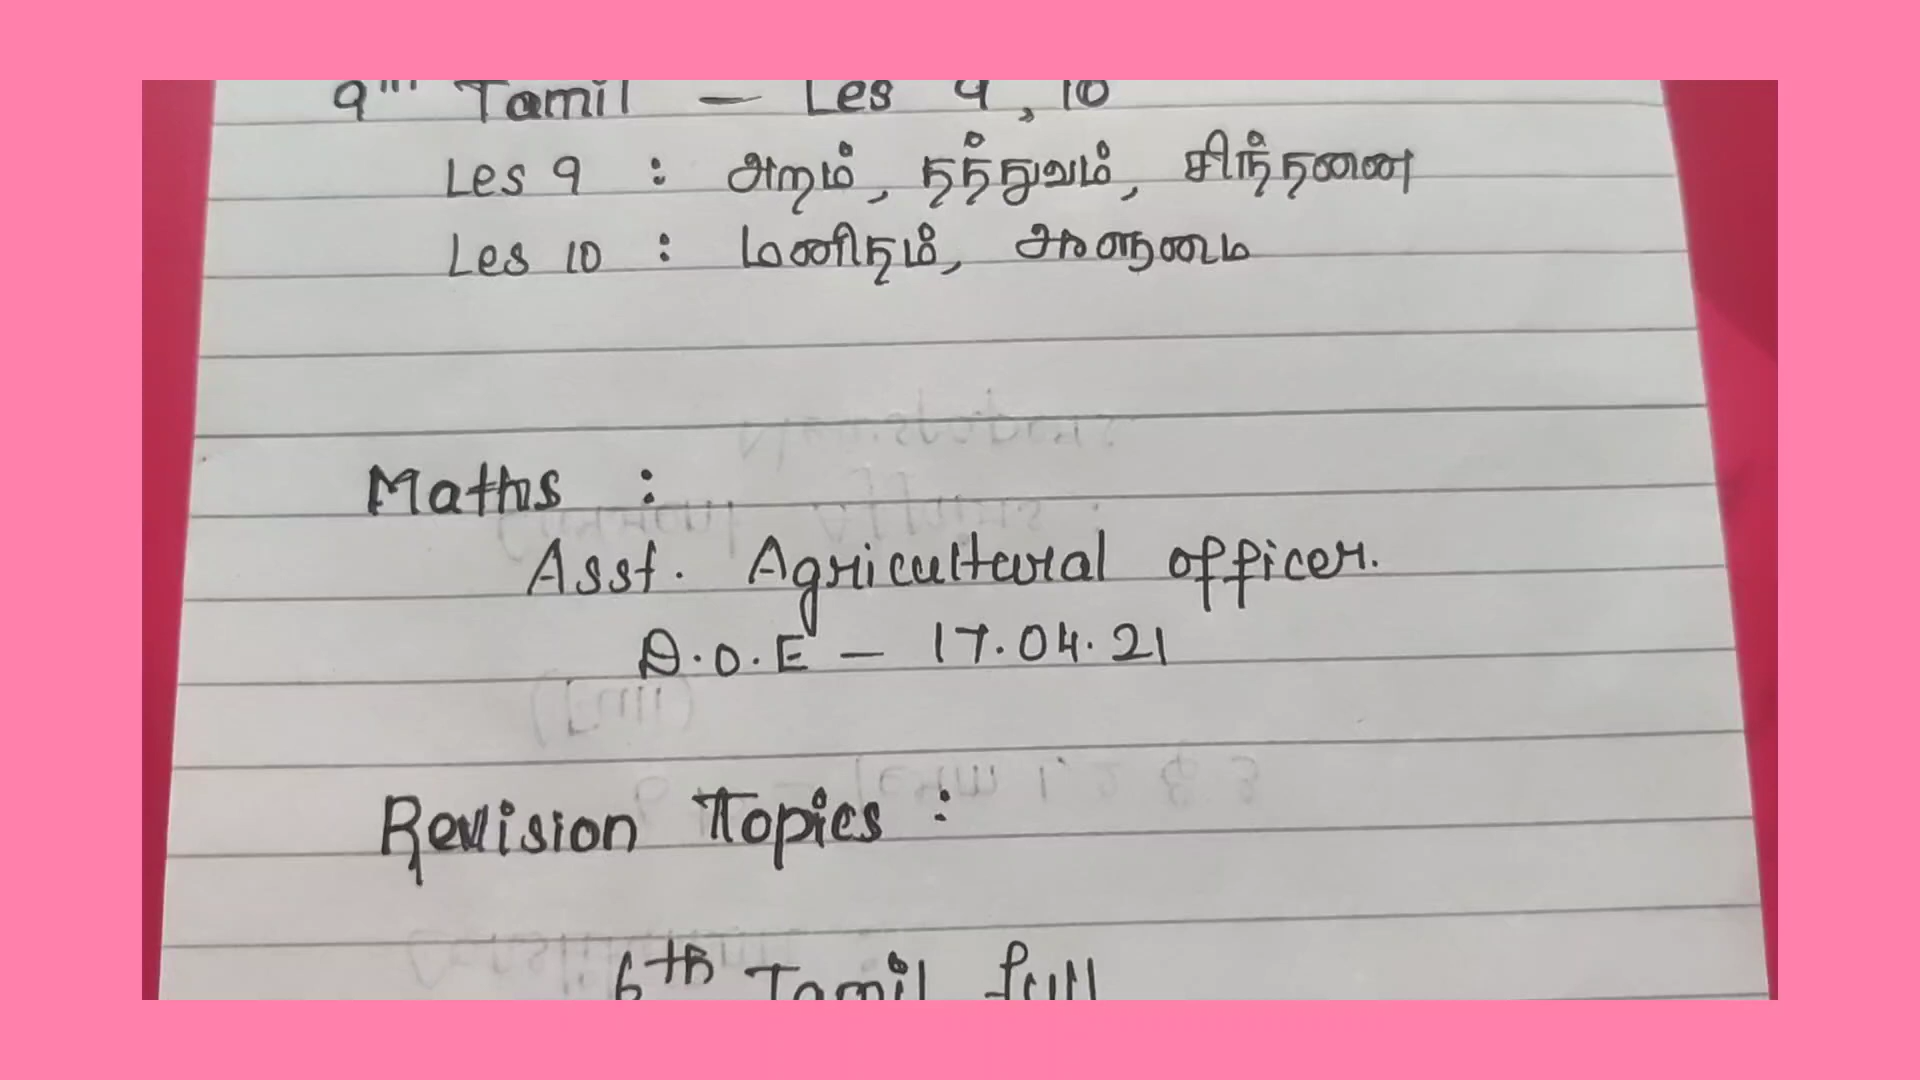 9th Tamil - Les 9, 10
Les 9 : அறம், தத்துவம், சிந்தனை
Les 10 : மனிதம், ஆளுமை
Maths :
Asst. Agricultural officer.
D.O.E - 17.04.21
Revision Topics :
6th Tamil full